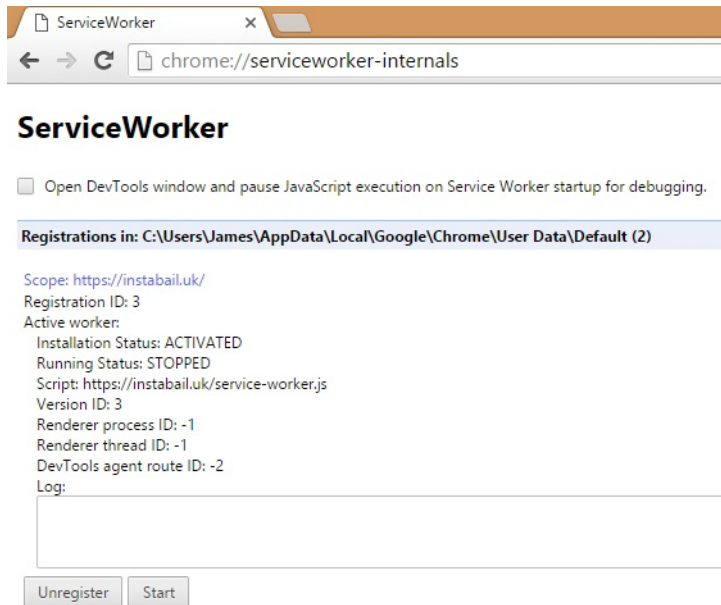 ServiceWorker
chrome://serviceworker-internals
ServiceWorker
Open DevTools window and pause JavaScript execution on Service Worker startup for debugging.
Registrations in: C:\Users\James\AppData\Local\Google\Chrome\User Data\Default (2)
Scope: https://instabail.uk/
Registration ID: 3
Active worker:
Installation Status: ACTIVATED
Running Status: STOPPED
Script: https://instabail.uk/service-worker.js
Version ID: 3
Renderer process ID: -1
Renderer thread ID: -1
DevTools agent route ID: -2
Log:
Unregister Start